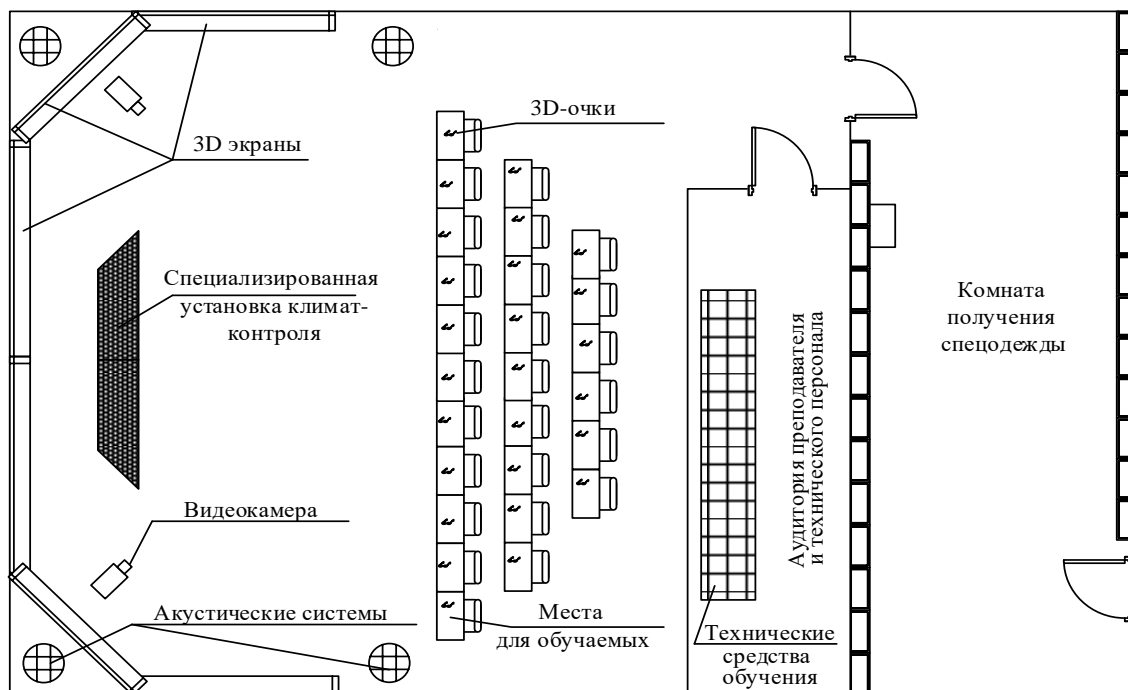 3D-очки
3D экраны
Специализированная
установка климат-
контроля
Комната
получения
спецодежды
Аудитория преподавателя
и технического персонала
Видеокамера
Акустические системы
Места
для обучаемых
Технические
средства
обучения